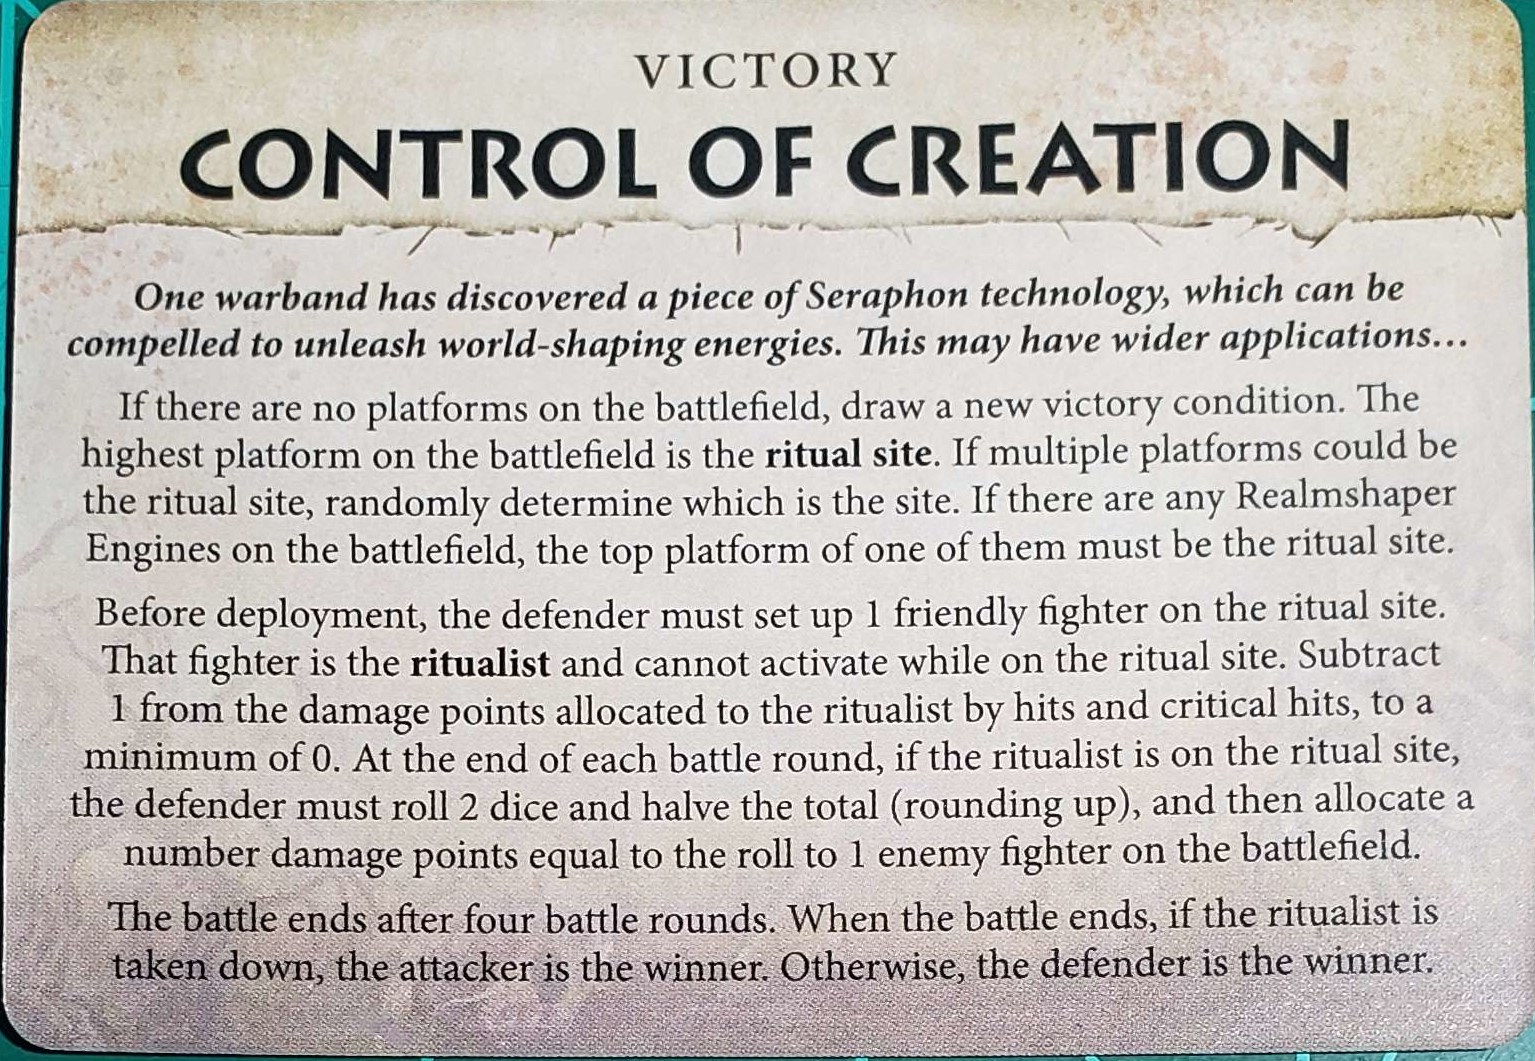 VICTORY
CONTROL OF CREATION
One warband has discovered a piece of Seraphon technology, which can be
compelled to unleash world-shaping energies. This may have wider applications...
If there are no platforms on the battlefield, draw a new victory condition. The
highest platform on the battlefield is the ritual site. If multiple platforms could be
the ritual site, randomly determine which is the site. If there are any Realmshaper
Engines on the battlefield, the top platform of one of them must be the ritual site.
Before deployment, the defender must set up 1 friendly fighter on the ritual site.
That fighter is the ritualist and cannot activate while on the ritual site. Subtract
1 from the damage points allocated to the ritualist by hits and critical hits, to a
minimum of 0. At the end of each battle round, if the ritualist is on the ritual site,
the defender must roll 2 dice and halve the total (rounding up), and then allocate a
number damage points equal to the roll to 1 enemy fighter on the battlefield.
The battle ends after four battle rounds. When the battle ends, if the ritualist is
taken down, the attacker is the winner. Otherwise, the defender is the winner.